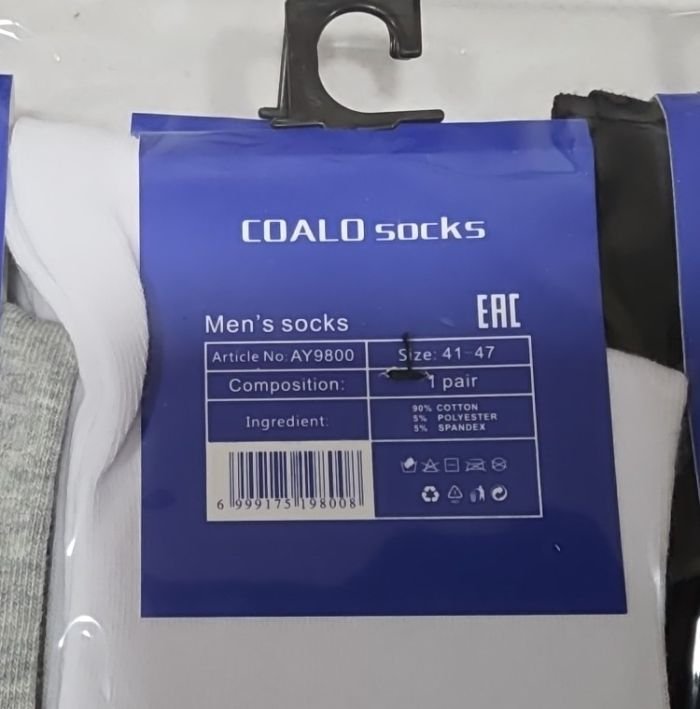 COALO socks
EAC
Men's socks
Article No: AY9800
Size: 41-47
Composition:
1 pair
Ingredient:
90% COTTON
5% POLYESTER
5% SPANDEX
6 999175 198008